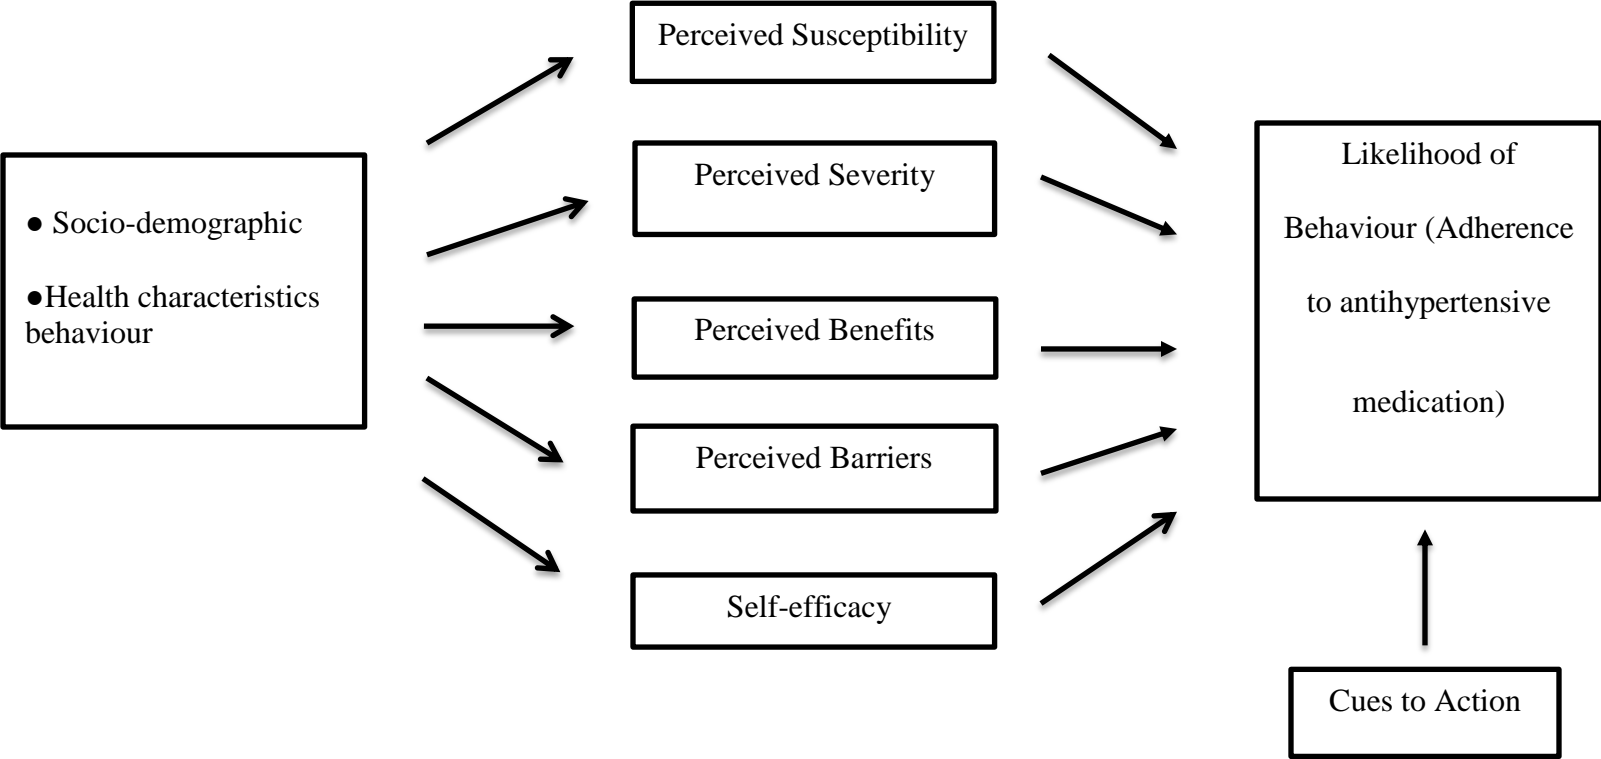 Perceived Susceptibility
Perceived Severity
Perceived Benefits
Perceived Barriers
Self-efficacy
● Socio-demographic
●Health characteristics
behaviour
Likelihood of
Behaviour (Adherence
to antihypertensive
medication)
Cues to Action